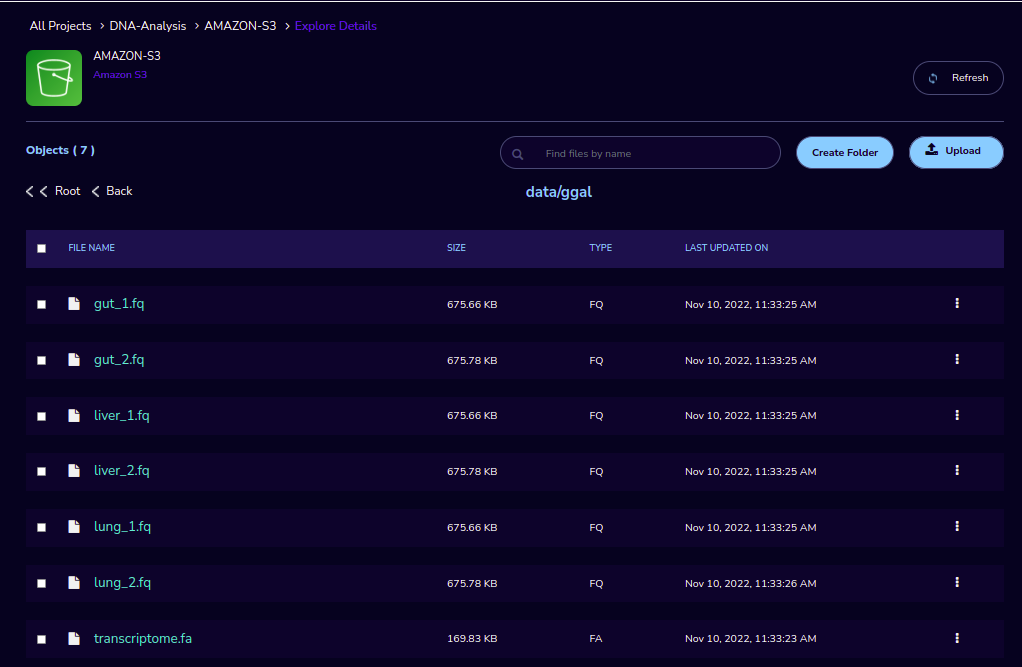 All Projects > DNA-Analysis > AMAZON-S3 > Explore Details
AMAZON-S3
Amazon S3
Refresh
Objects ( 7 )
Find files by name
Create Folder
Upload
Root Back
data/ggal
FILE NAME SIZE TYPE LAST UPDATED ON
gut_1.fq 675.66 KB FQ Nov 10, 2022, 11:33:25 AM
gut_2.fq 675.78 KB FQ Nov 10, 2022, 11:33:25 AM
liver_1.fq 675.66 KB FQ Nov 10, 2022, 11:33:25 AM
liver_2.fq 675.78 KB FQ Nov 10, 2022, 11:33:25 AM
lung_1.fq 675.66 KB FQ Nov 10, 2022, 11:33:25 AM
lung_2.fq 675.78 KB FQ Nov 10, 2022, 11:33:26 AM
transcriptome.fa 169.83 KB FA Nov 10, 2022, 11:33:23 AM